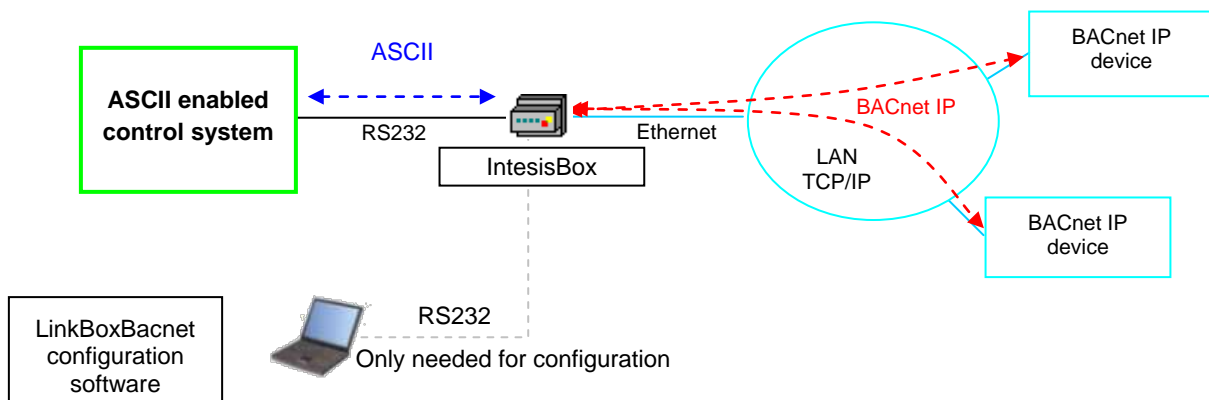 BACnet IP
device
ASCII
ASCII enabled
control system
RS232
IntesisBox
Ethernet
BACnet IP
LAN
TCP/IP
BACnet IP
device
LinkBoxBacnet
configuration
software
RS232
Only needed for configuration